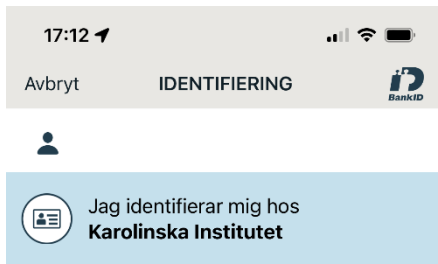 17:12
Avbryt
IDENTIFIERING
BankID
Jag identifierar mig hos
Karolinska Institutet